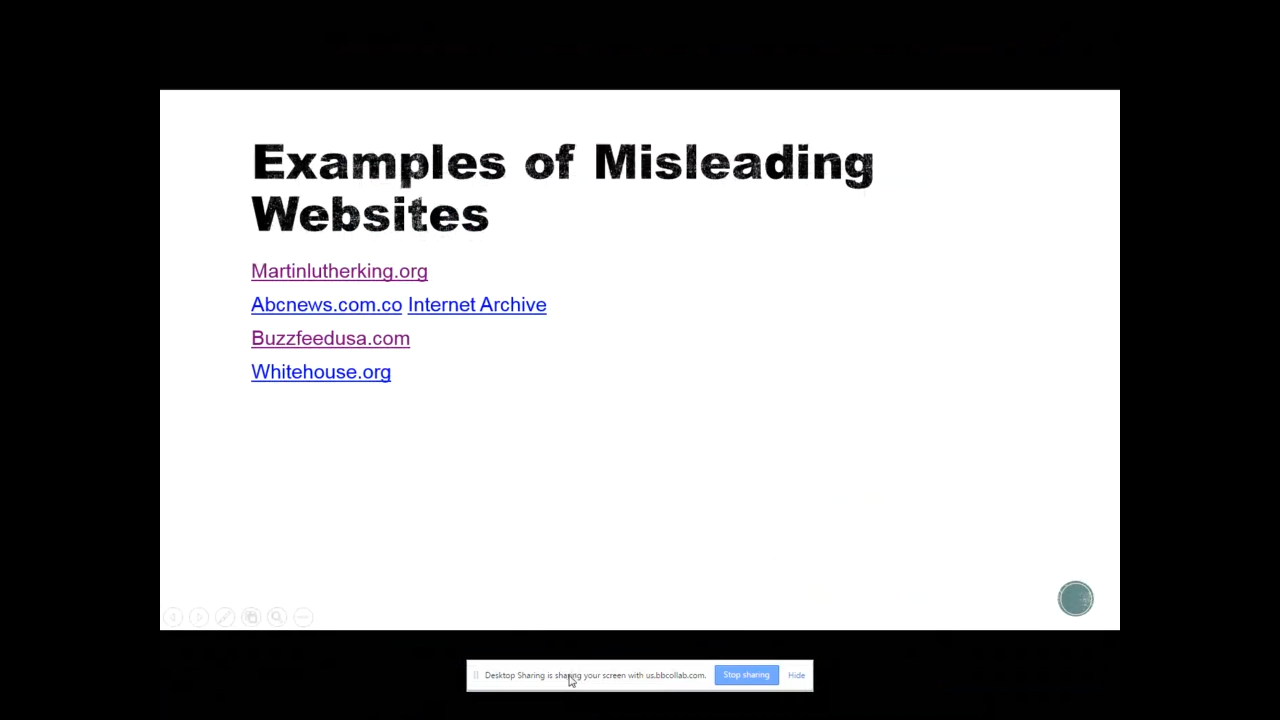 Examples of Misleading
Websites
Martinlutherking.org
Abcnews.com.co Internet Archive
Buzzfeedusa.com
Whitehouse.org
Desktop Sharing is sharing your screen with us.bbcollab.com. Stop sharing Hide